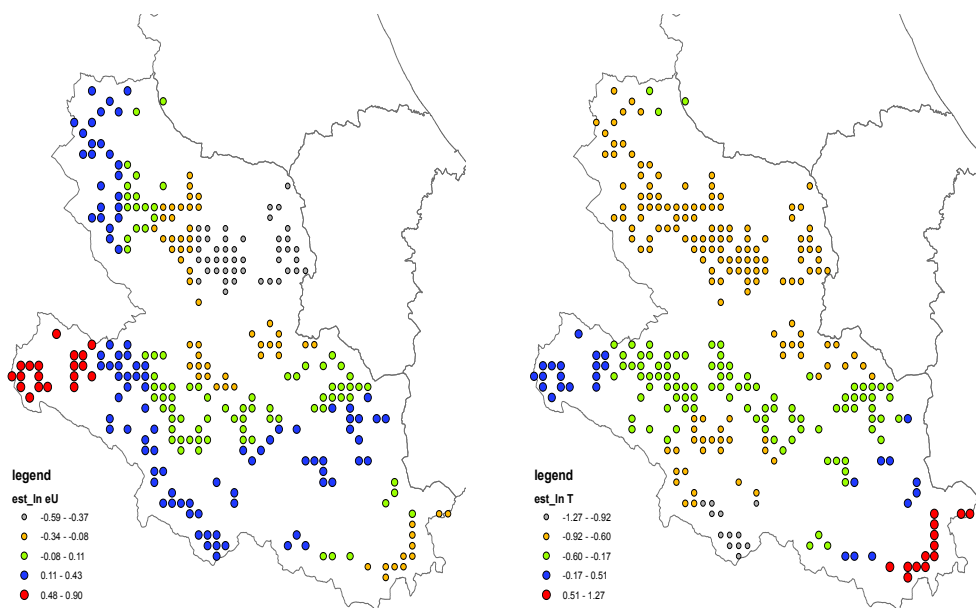 legend
est_ln eU
-0.59 - -0.37
-0.34 - -0.08
-0.08 - 0.11
0.11 - 0.43
0.48 - 0.90
legend
est_ln T
-1.27 - -0.92
-0.92 - -0.60
-0.60 - -0.17
-0.17 - 0.51
0.51 - 1.27